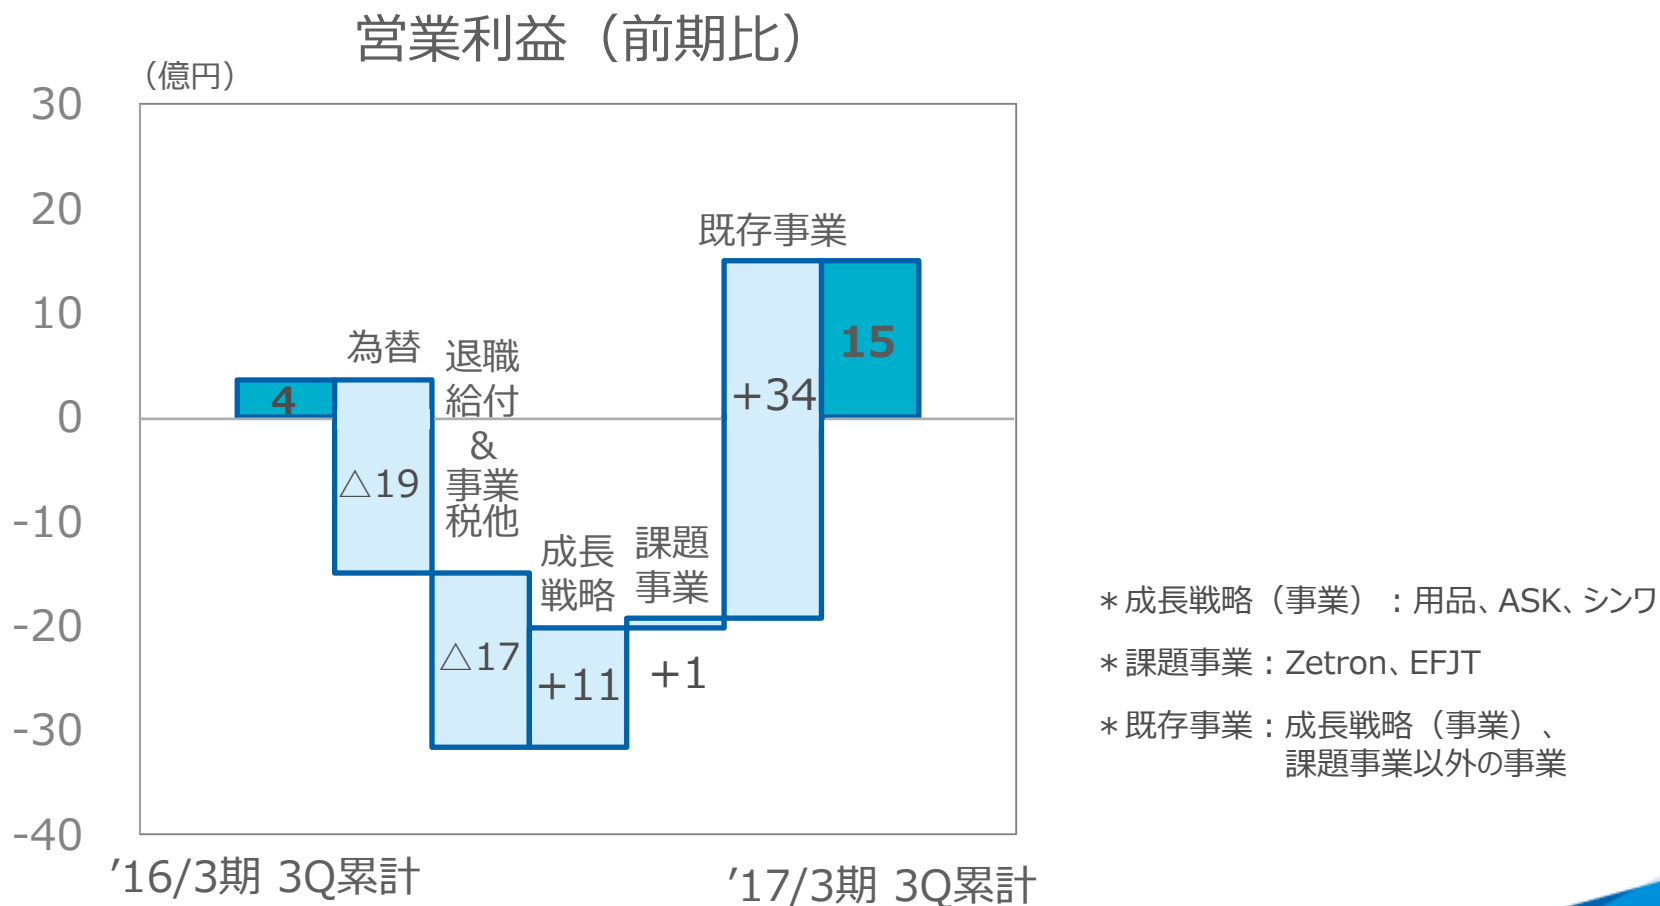 営業利益（前期比）
（億円）
30
20
10
0
-10
-20
-30
-40
4
為替
△19
退職
給付
&
事業
税他
△17
成長
戦略
+11
課題
事業
+1
既存事業
+34
15
’16/3期 3Q累計
’17/3期 3Q累計
＊成長戦略（事業）：用品、ASK、シンワ
＊課題事業：Zetron、EFJT
＊既存事業：成長戦略（事業）、
課題事業以外の事業